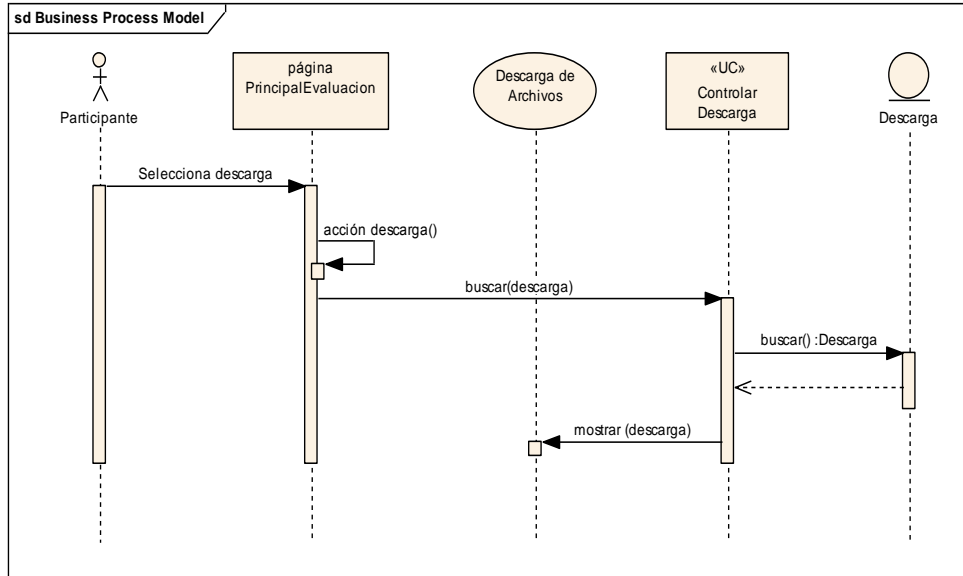 sd Business Process Model
Participante
página
PrincipalEvaluacion
Descarga de
Archivos
«UC»
Controlar
Descarga
Descarga
Selecciona descarga
acción descarga()
buscar(descarga)
buscar() :Descarga
mostrar (descarga)